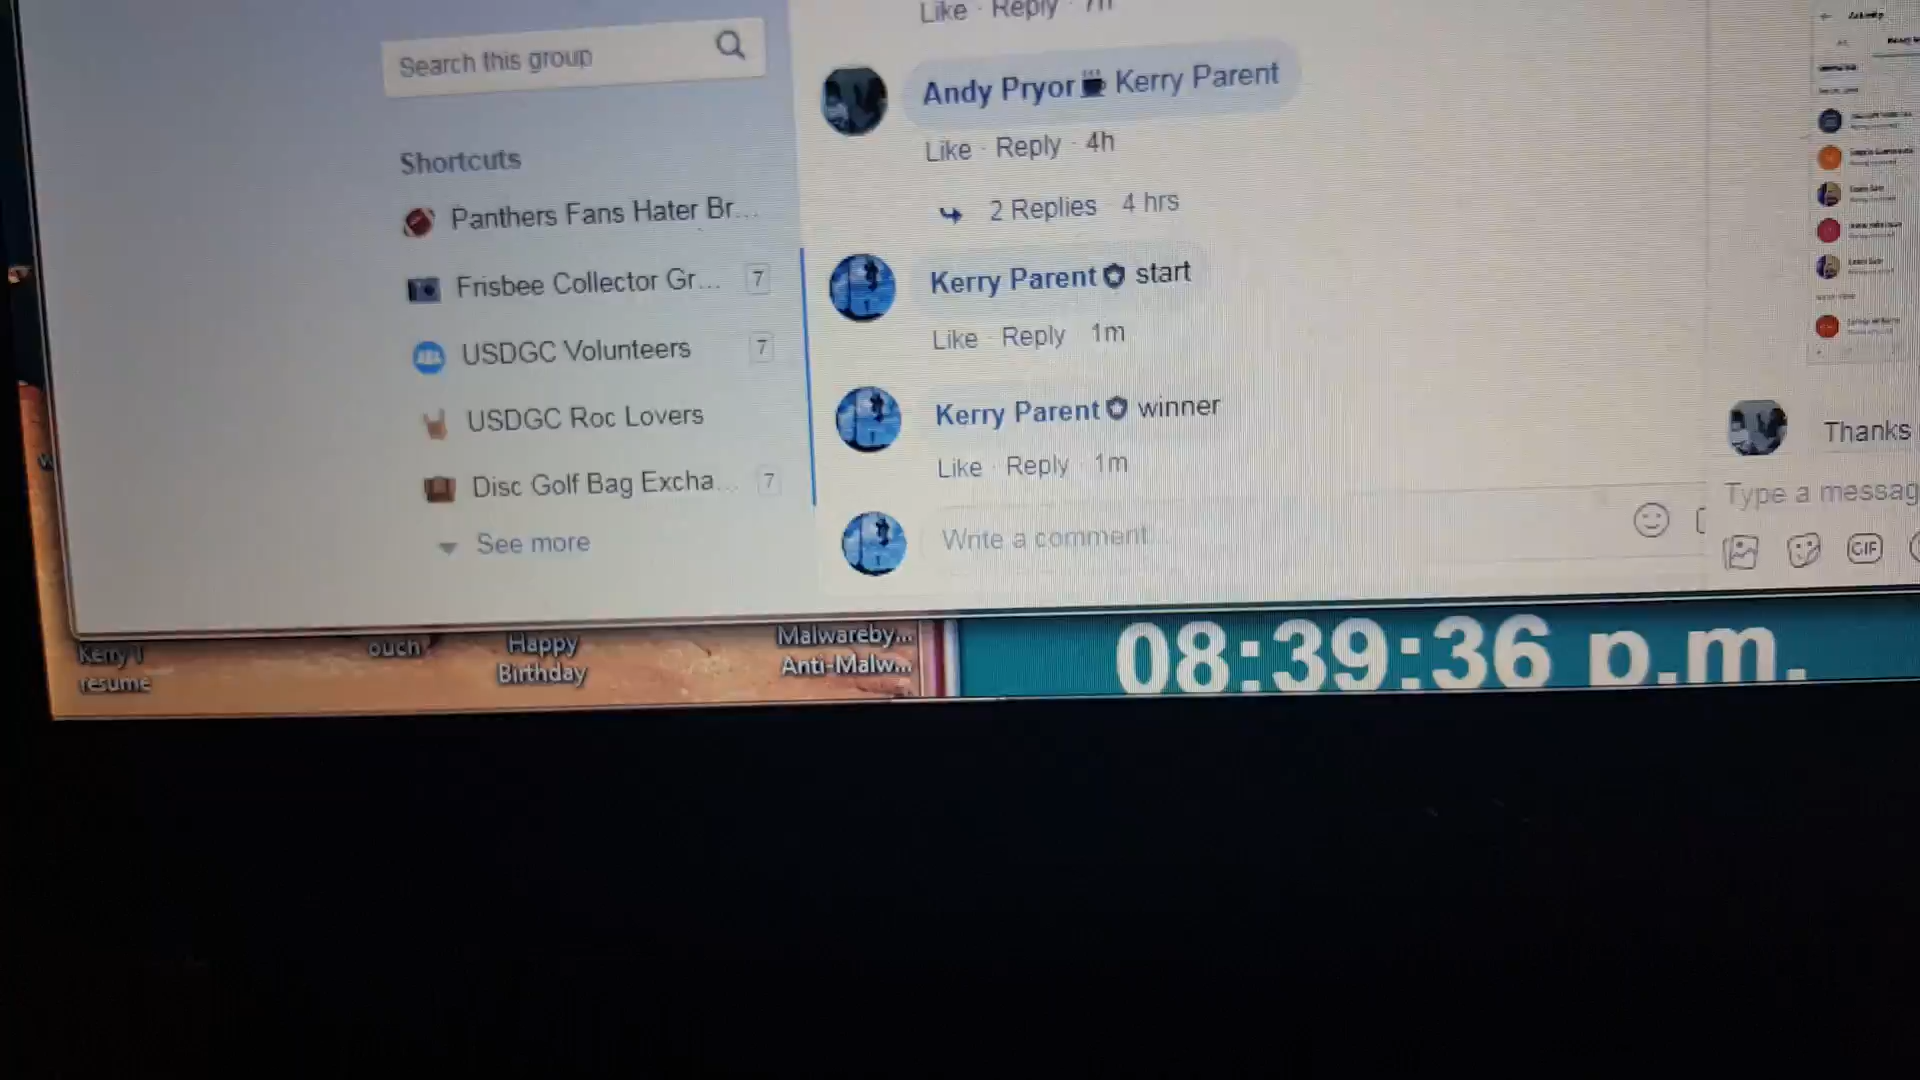 Like · Reply · 7h
Search this group
Andy Pryor Kerry Parent
Like · Reply · 4h
Shortcuts
2 Replies · 4 hrs
Panthers Fans Hater Br...
Frisbee Collector Gr... 7
Kerry Parent start
Like · Reply · 1m
USDGC Volunteers 7
USDGC Roc Lovers
Kerry Parent winner
Like · Reply · 1m
Disc Golf Bag Excha... 7
See more
Write a comment...
Activity
Thanks
Type a messag
GIF
Kerry T
resume
ouch
Happy
Birthday
Malwareby...
Anti-Malw...
08:39:36 p.m.